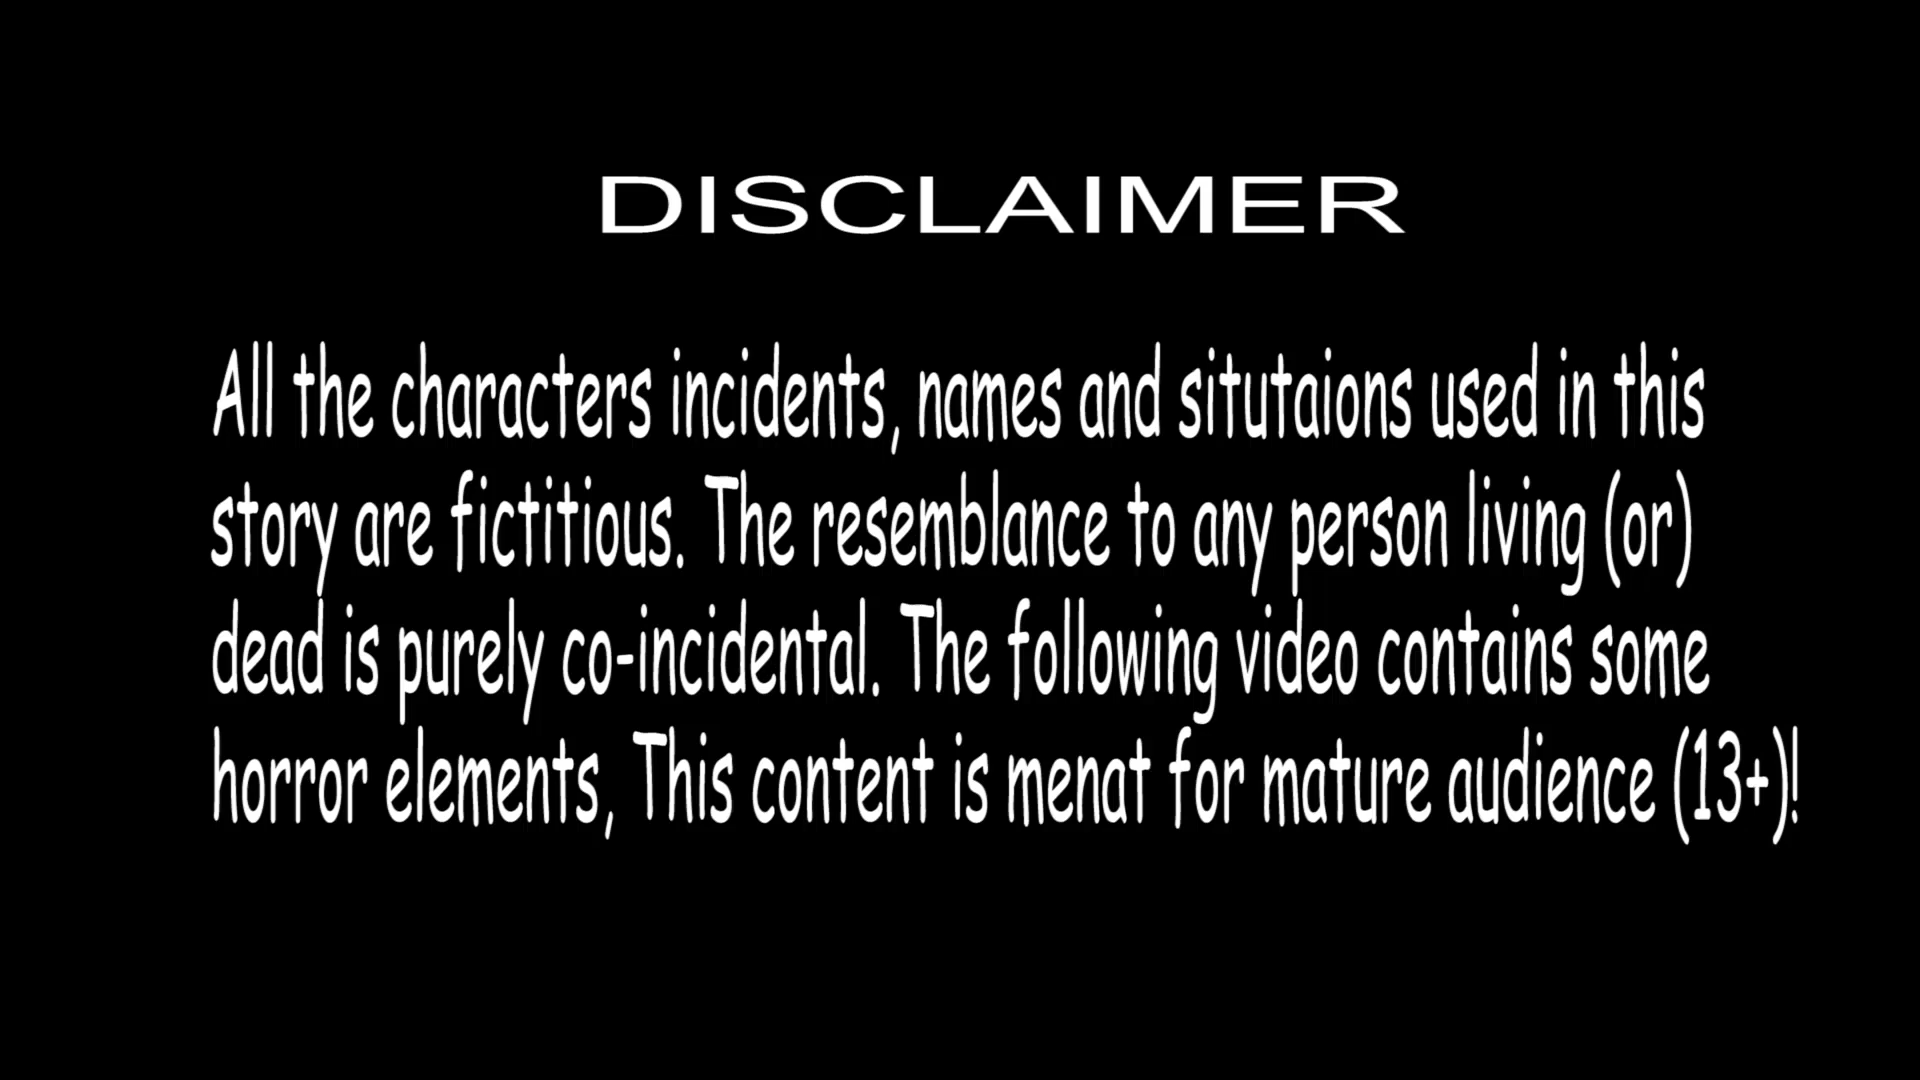 DISCLAIMER
All the characters incidents, names and situtaions used in this
story are fictitious. The resemblance to any person living (or)
dead is purely co-incidental. The following video contains some
horror elements, This content is menat for mature audience (13+)!